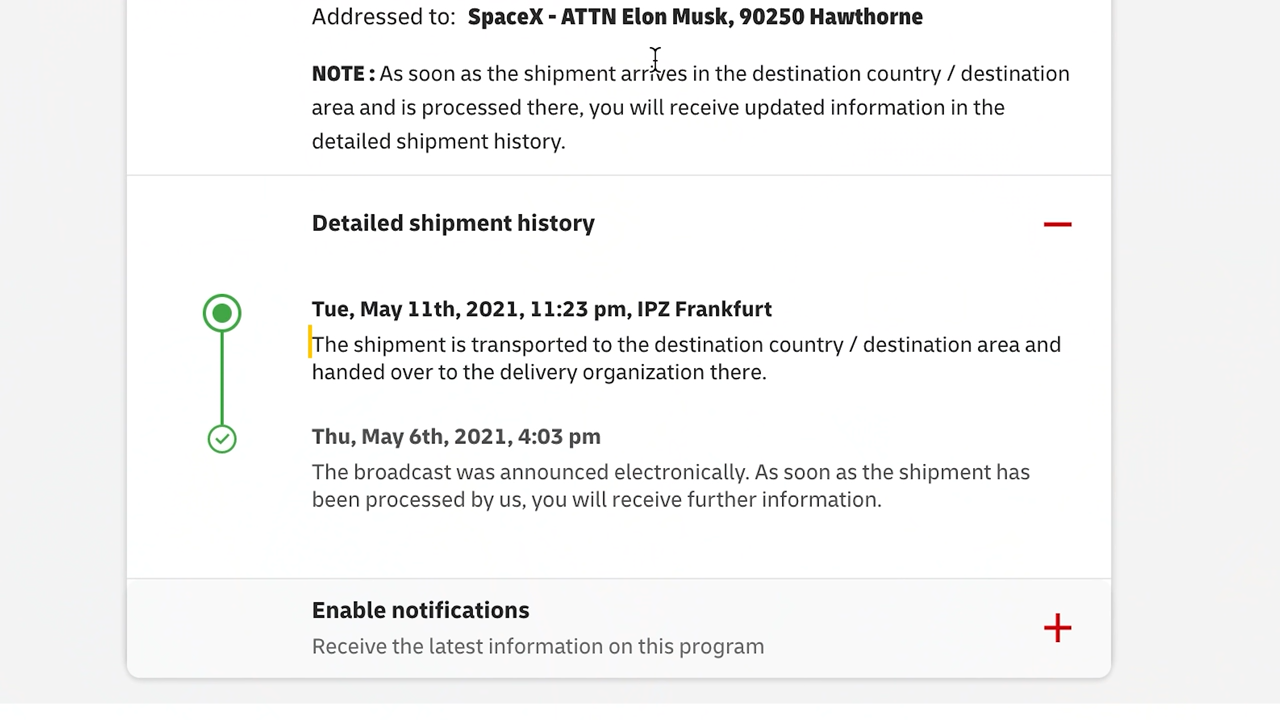 Addressed to: SpaceX - ATTN Elon Musk, 90250 Hawthorne
NOTE : As soon as the shipment arrives in the destination country / destination
area and is processed there, you will receive updated information in the
detailed shipment history.
Detailed shipment history
Tue, May 11th, 2021, 11:23 pm, IPZ Frankfurt
The shipment is transported to the destination country / destination area and
handed over to the delivery organization there.
Thu, May 6th, 2021, 4:03 pm
The broadcast was announced electronically. As soon as the shipment has
been processed by us, you will receive further information.
Enable notifications
Receive the latest information on this program